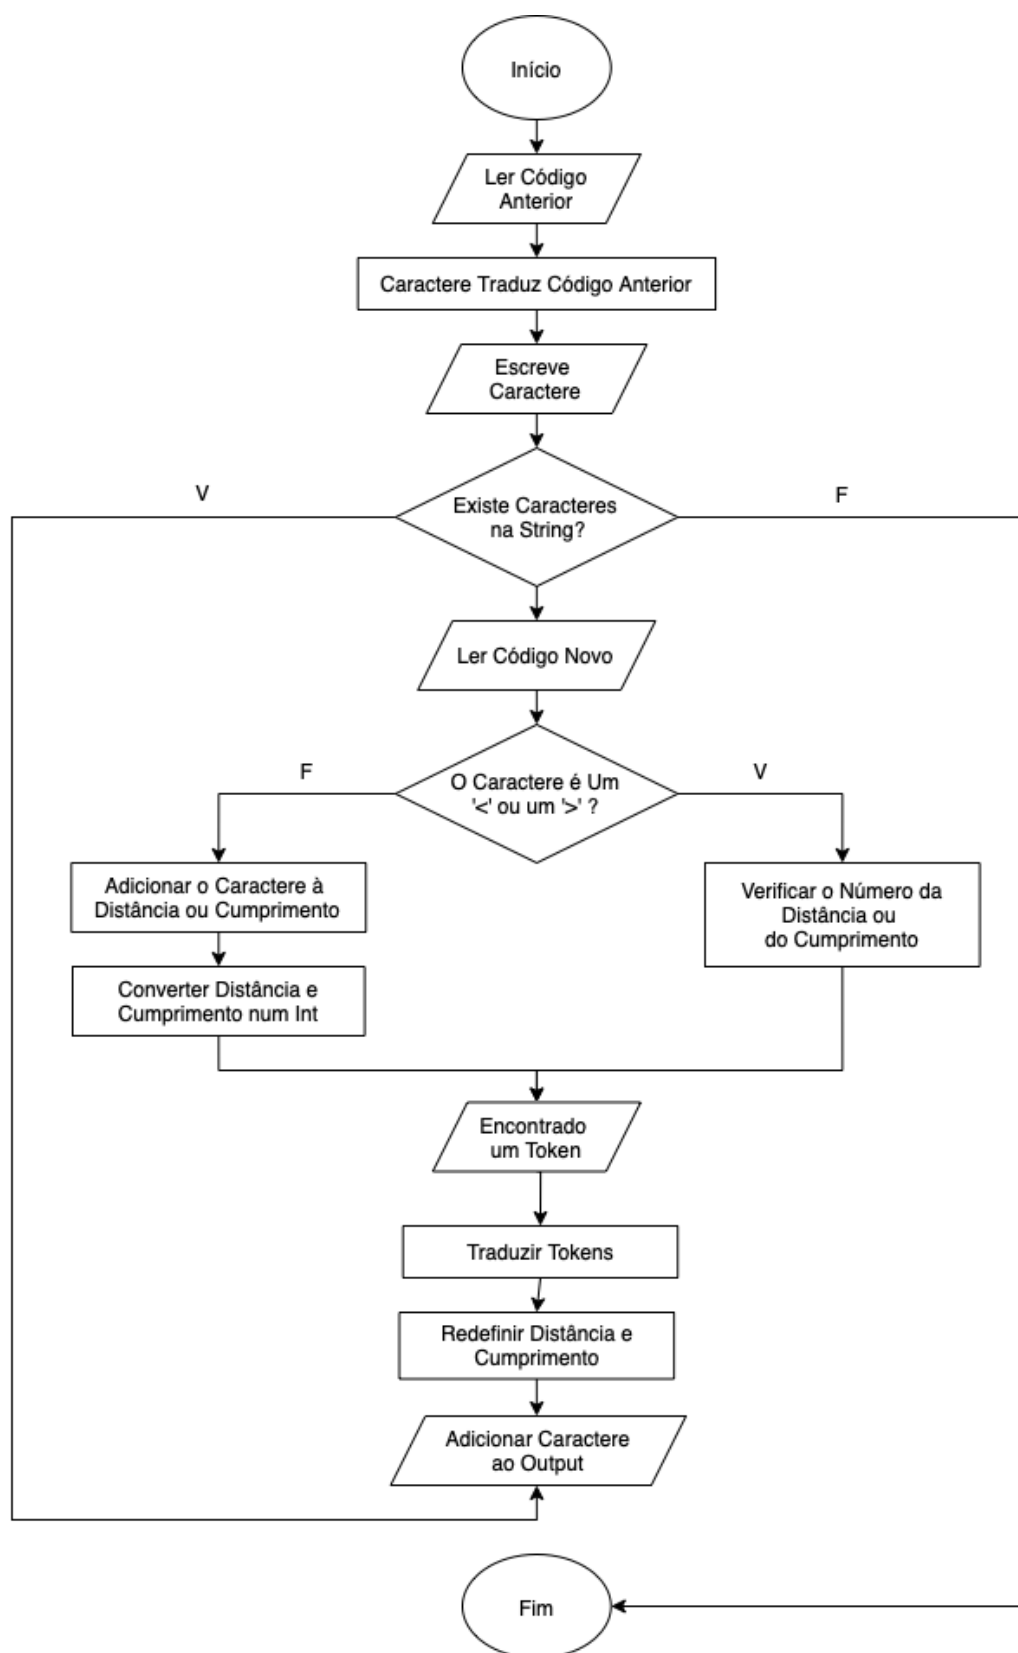 Início
Ler Código
Anterior
Caractere Traduz Código Anterior
Escreve
Caractere
V
F
Existe Caracteres
na String?
Ler Código Novo
F
V
O Caractere é Um
'<' ou um '>' ?
Adicionar o Caractere à
Distância ou Cumprimento
Verificar o Número da
Distância ou
do Cumprimento
Converter Distância e
Cumprimento num Int
Encontrado
um Token
Traduzir Tokens
Redefinir Distância e
Cumprimento
Adicionar Caractere
ao Output
Fim